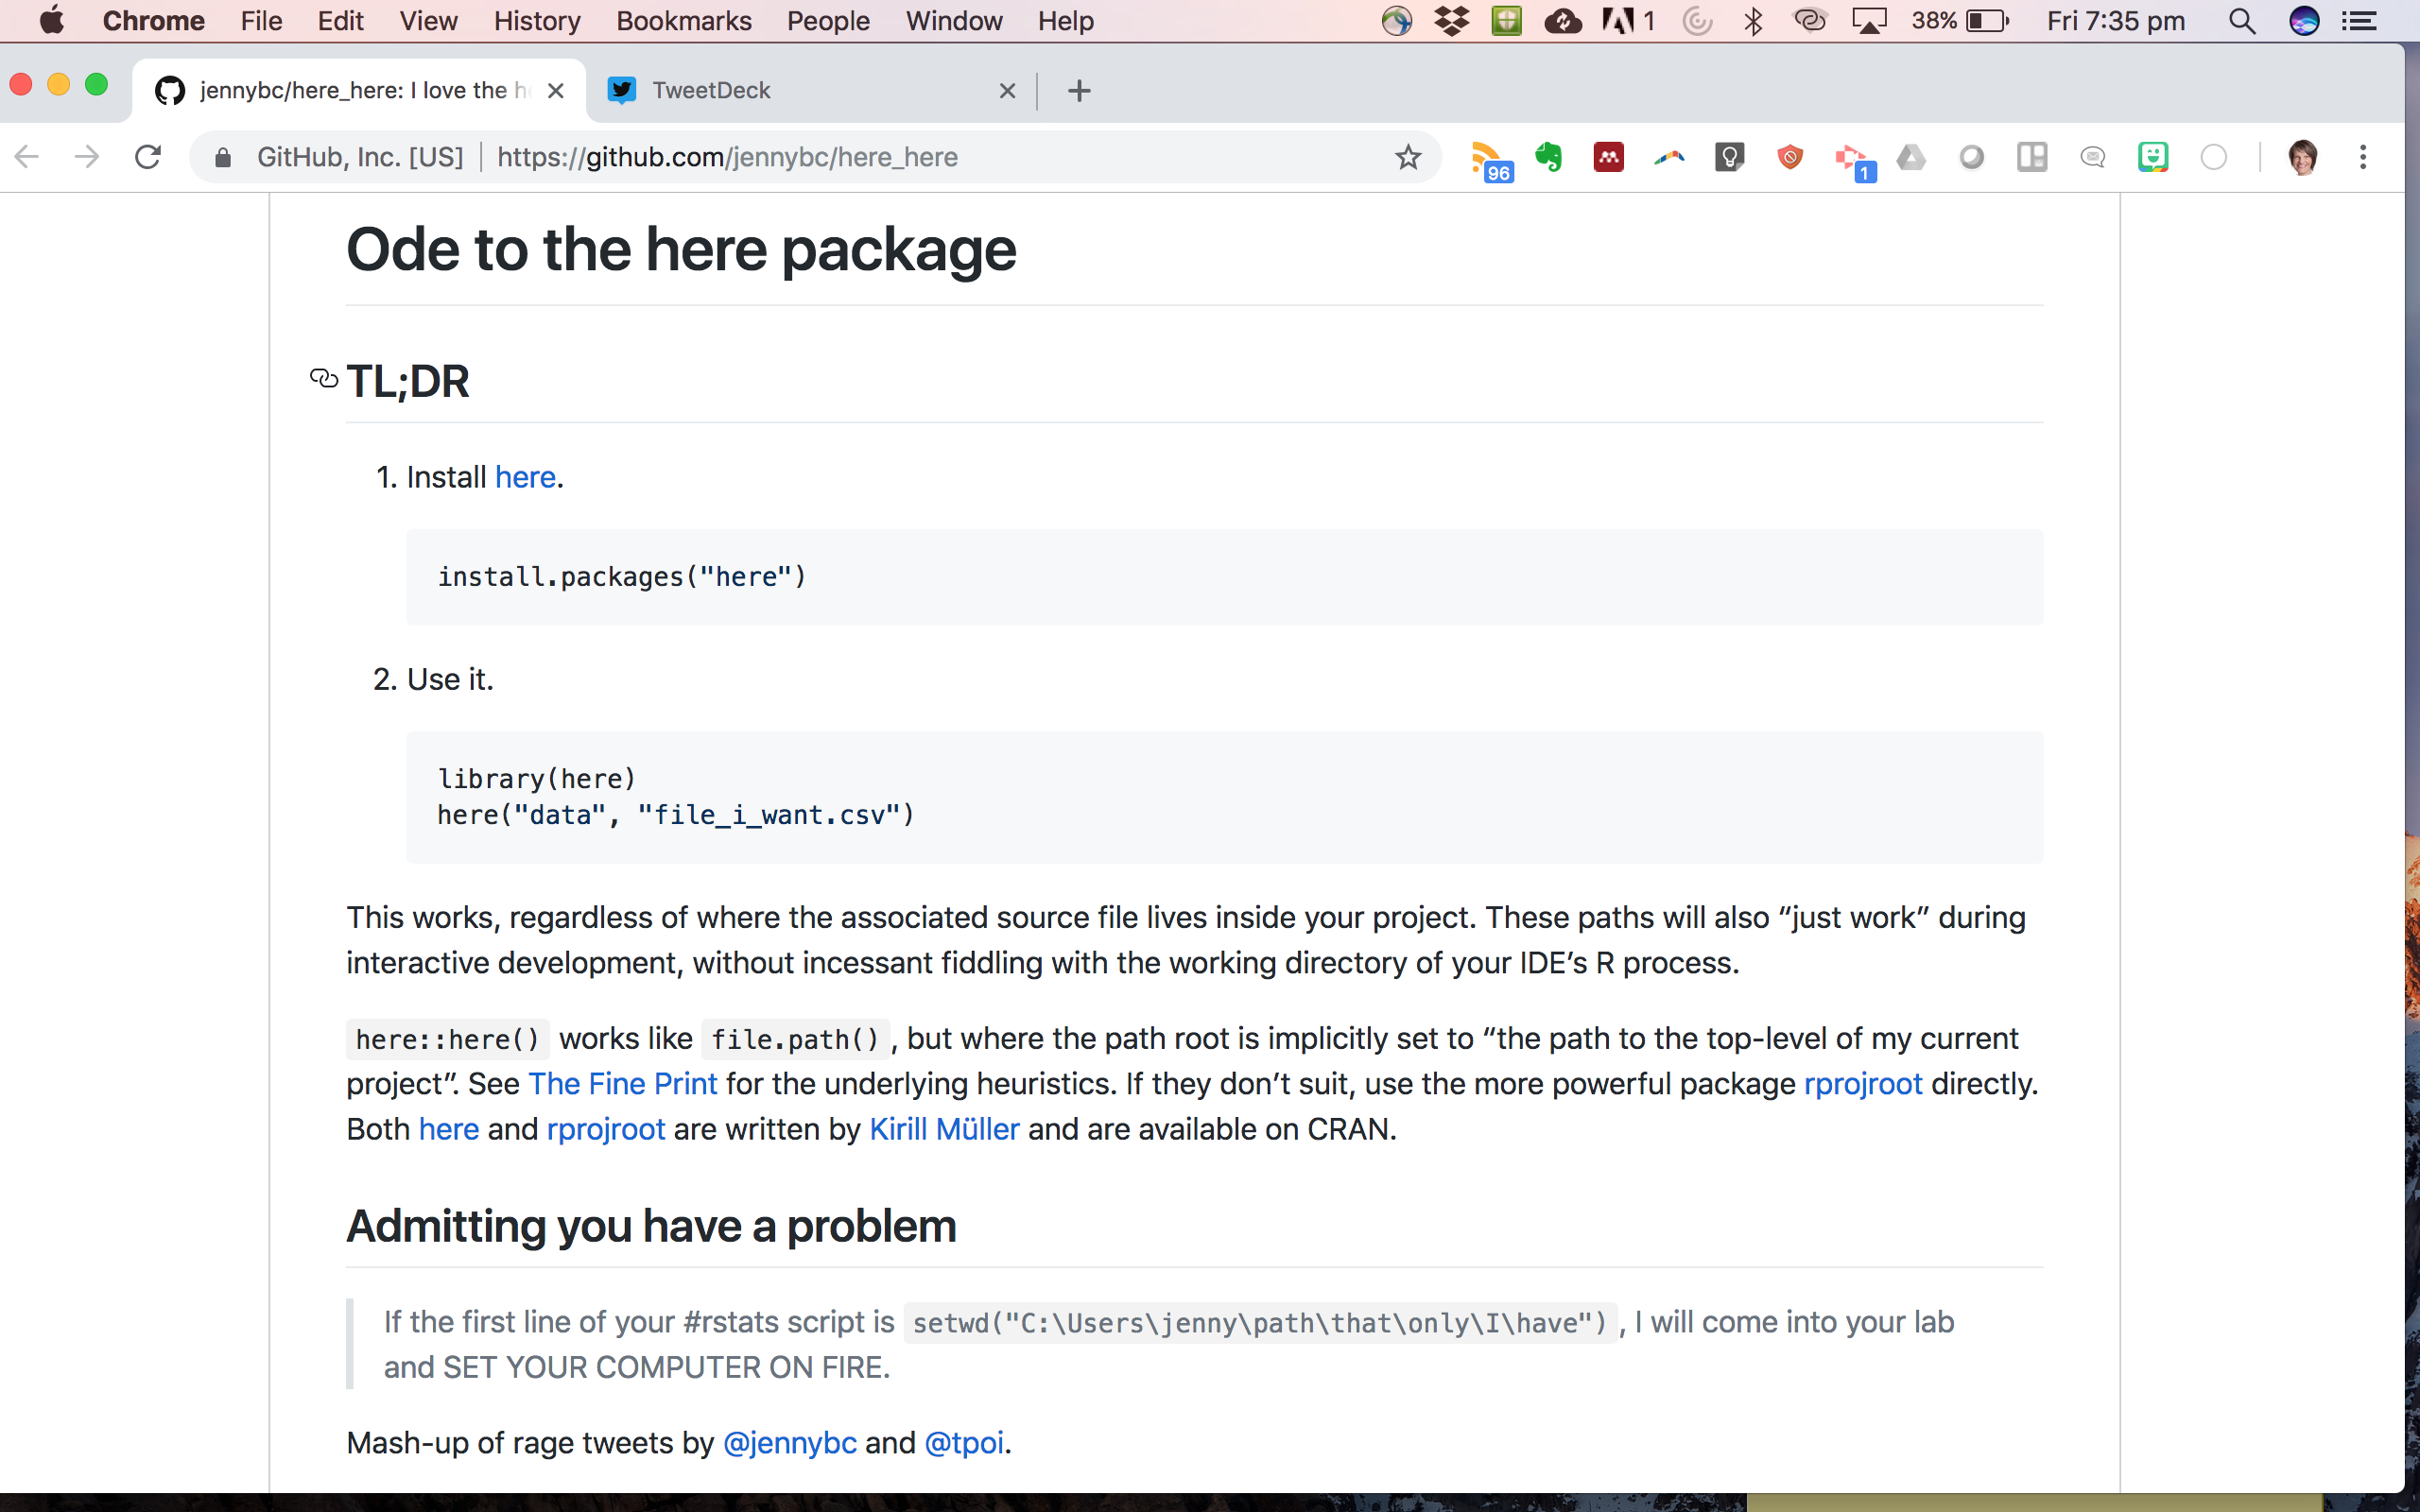 Chrome File Edit View History Bookmarks People Window Help 1 38% Fri 7:35 pm
jennybc/here_here: I love the he TweetDeck
GitHub, Inc. [US] https://github.com/jennybc/here_here 96 1
Ode to the here package
TL;DR
1. Install here.
install.packages("here")
2. Use it.
library(here)
here("data", "file_i_want.csv")
This works, regardless of where the associated source file lives inside your project. These paths will also “just work” during
interactive development, without incessant fiddling with the working directory of your IDE’s R process.
here::here() works like file.path(), but where the path root is implicitly set to “the path to the top-level of my current
project”. See The Fine Print for the underlying heuristics. If they don’t suit, use the more powerful package rprojroot directly.
Both here and rprojroot are written by Kirill Müller and are available on CRAN.
Admitting you have a problem
If the first line of your #rstats script is setwd("C:\Users\jenny\path\that\only\I\have"), I will come into your lab
and SET YOUR COMPUTER ON FIRE.
Mash-up of rage tweets by @jennybc and @tpoi.